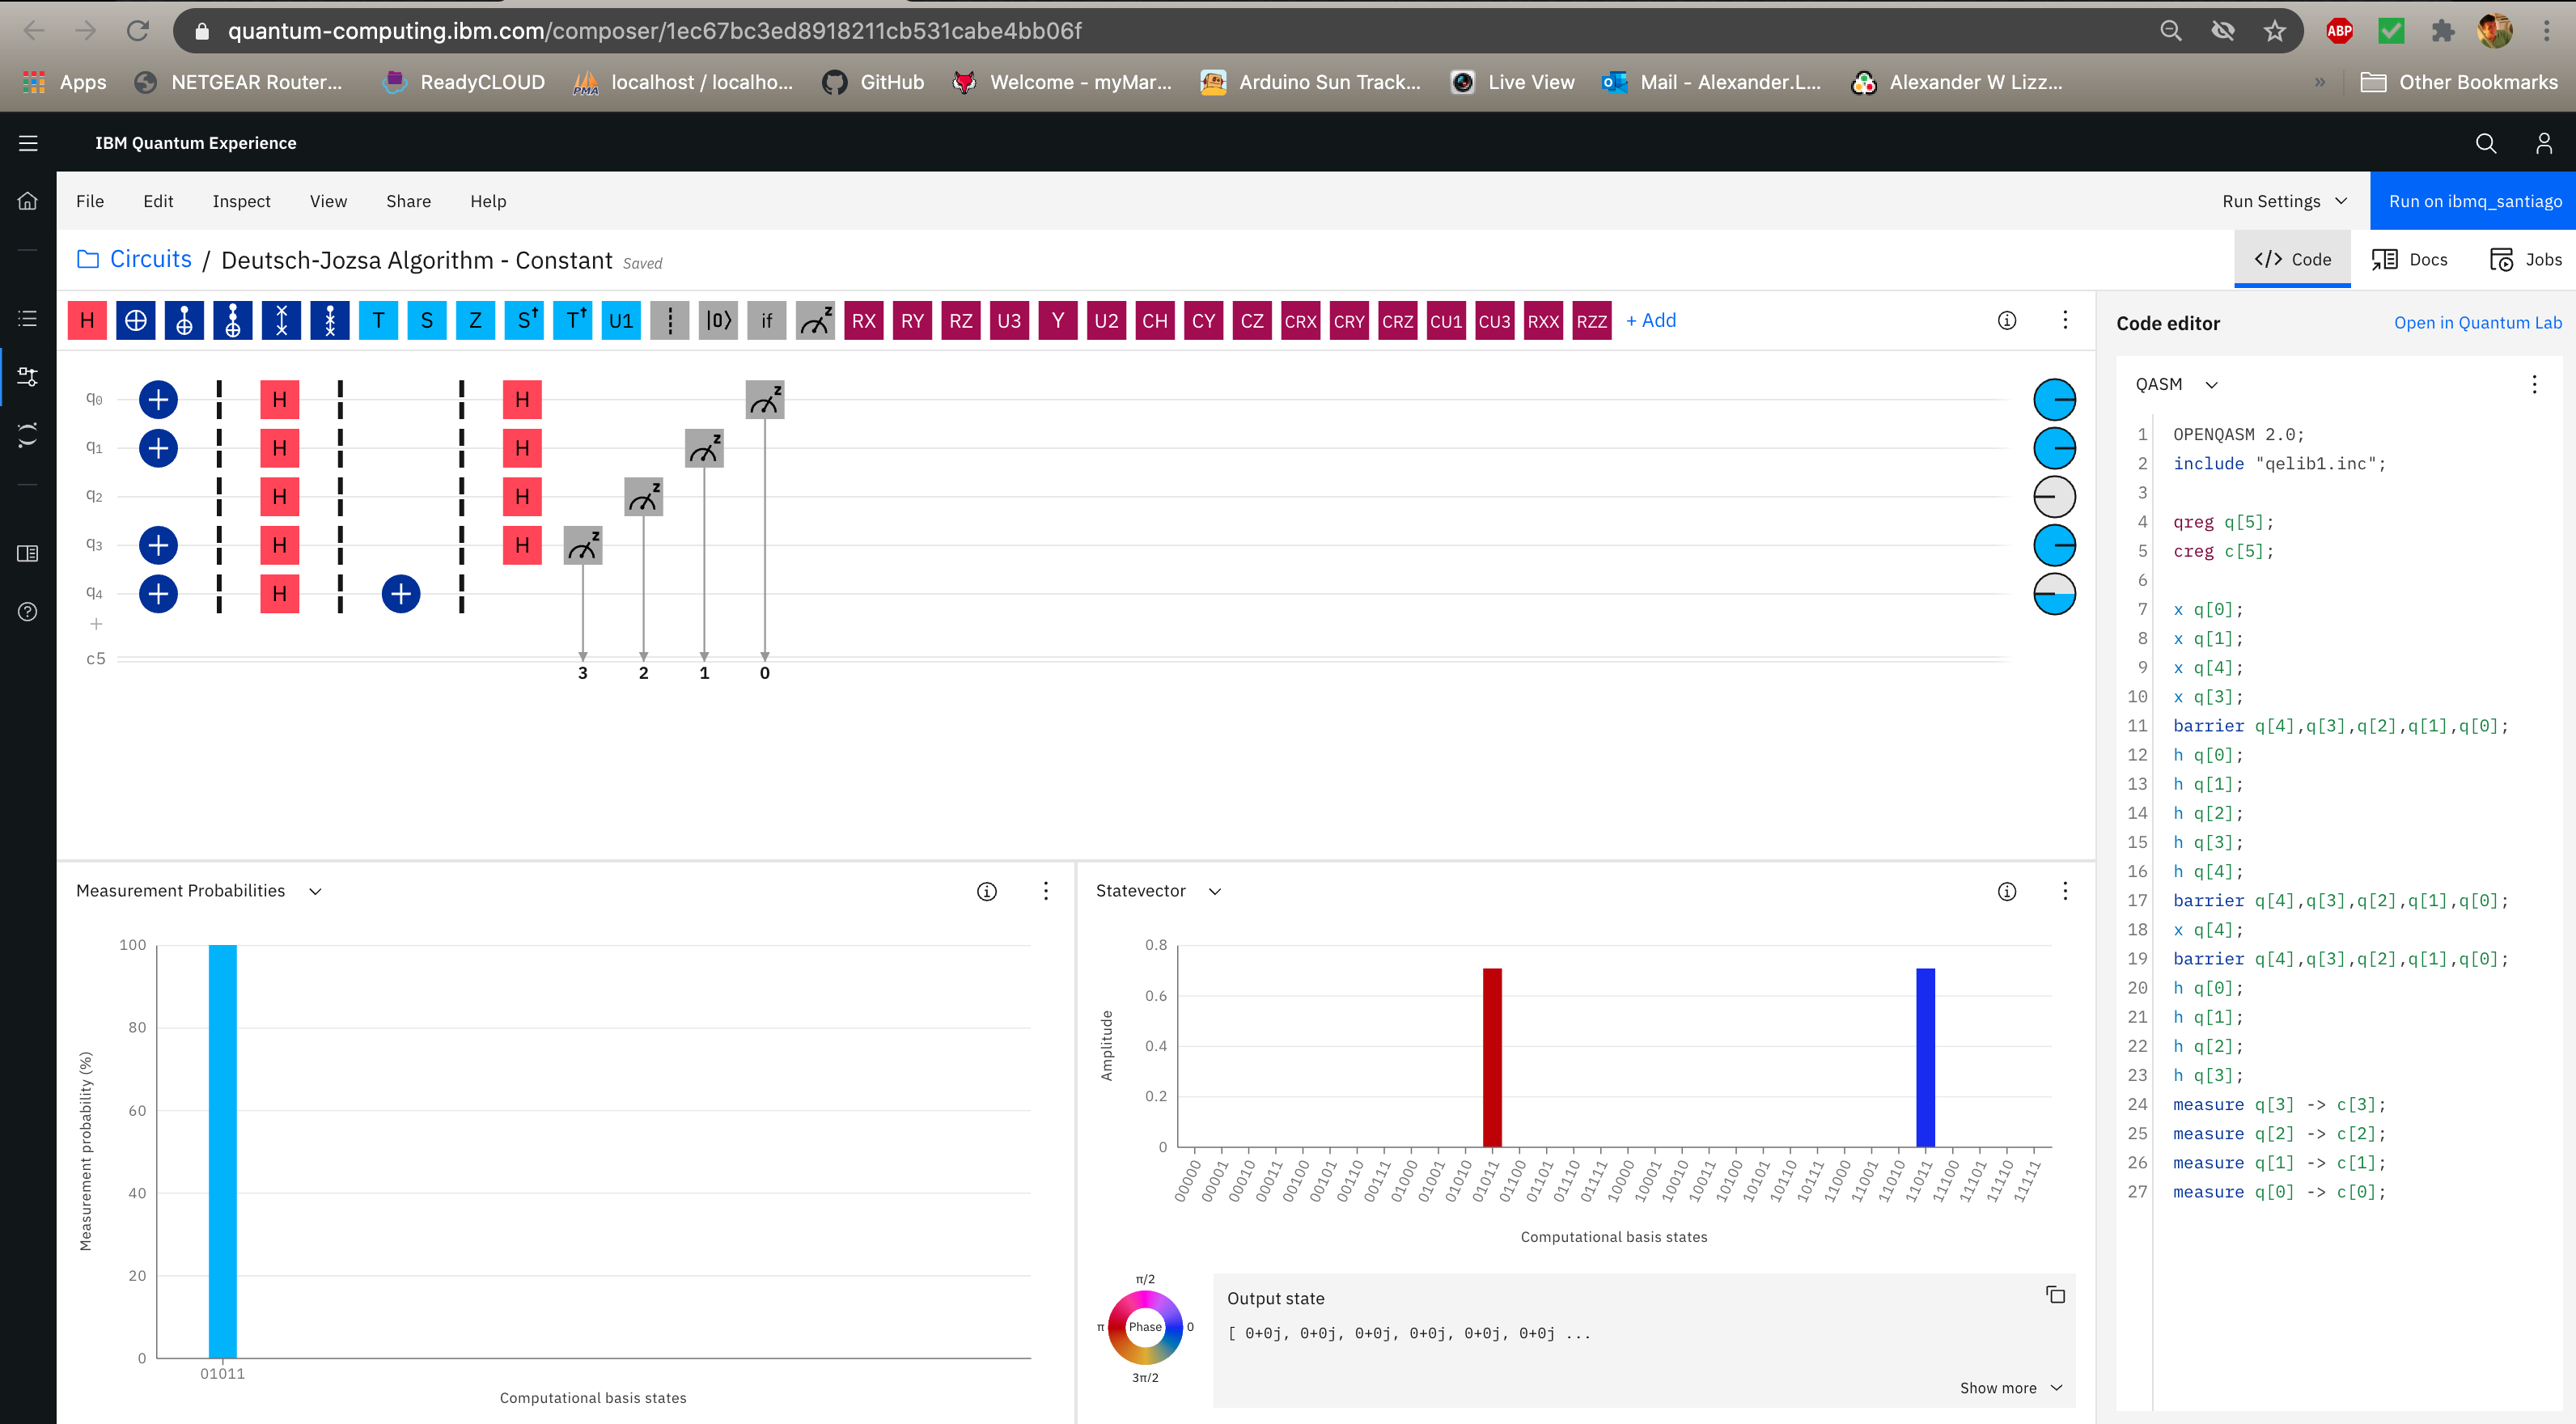 quantum-computing.ibm.com/composer/1ec67bc3ed8918211cb531cabe4bb06f
ABP
Apps NETGEAR Router... ReadyCLOUD PMA localhost / localho... GitHub Welcome - myMar... Arduino Sun Track... Live View Mail - Alexander.L... Alexander W Lizz... » Other Bookmarks
IBM Quantum Experience
File Edit Inspect View Share Help Run Settings Run on ibmq_santiago
Circuits / Deutsch-Jozsa Algorithm - Constant Saved
</> Code Docs Jobs
H T S Z S† T† U1 |0⟩ if z RX RY RZ U3 Y U2 CH CY CZ CRX CRY CRZ CU1 CU3 RXX RZZ + Add
q0 + H H z
q1 + H H z
q2 H H z
q3 + H H z
q4 + H +
+
c5
3 2 1 0
Code editor Open in Quantum Lab
QASM
1 OPENQASM 2.0;
2 include "qelib1.inc";
3
4 qreg q[5];
5 creg c[5];
6
7 x q[0];
8 x q[1];
9 x q[4];
10 x q[3];
11 barrier q[4],q[3],q[2],q[1],q[0];
12 h q[0];
13 h q[1];
14 h q[2];
15 h q[3];
16 h q[4];
17 barrier q[4],q[3],q[2],q[1],q[0];
18 x q[4];
19 barrier q[4],q[3],q[2],q[1],q[0];
20 h q[0];
21 h q[1];
22 h q[2];
23 h q[3];
24 measure q[3] -> c[3];
25 measure q[2] -> c[2];
26 measure q[1] -> c[1];
27 measure q[0] -> c[0];
Measurement Probabilities
Measurement probability (%)
100
80
60
40
20
0
01011
Computational basis states
Statevector
Amplitude
0.8
0.6
0.4
0.2
0
00000 00001 00010 00011 00100 00101 00110 00111 01000 01001 01010 01011 01100 01101 01110 01111 10000 10001 10010 10011 10100 10101 10110 10111 11000 11001 11010 11011 11100 11101 11110 11111
Computational basis states
π/2
π Phase 0
3π/2
Output state
[ 0+0j, 0+0j, 0+0j, 0+0j, 0+0j, 0+0j ...
Show more